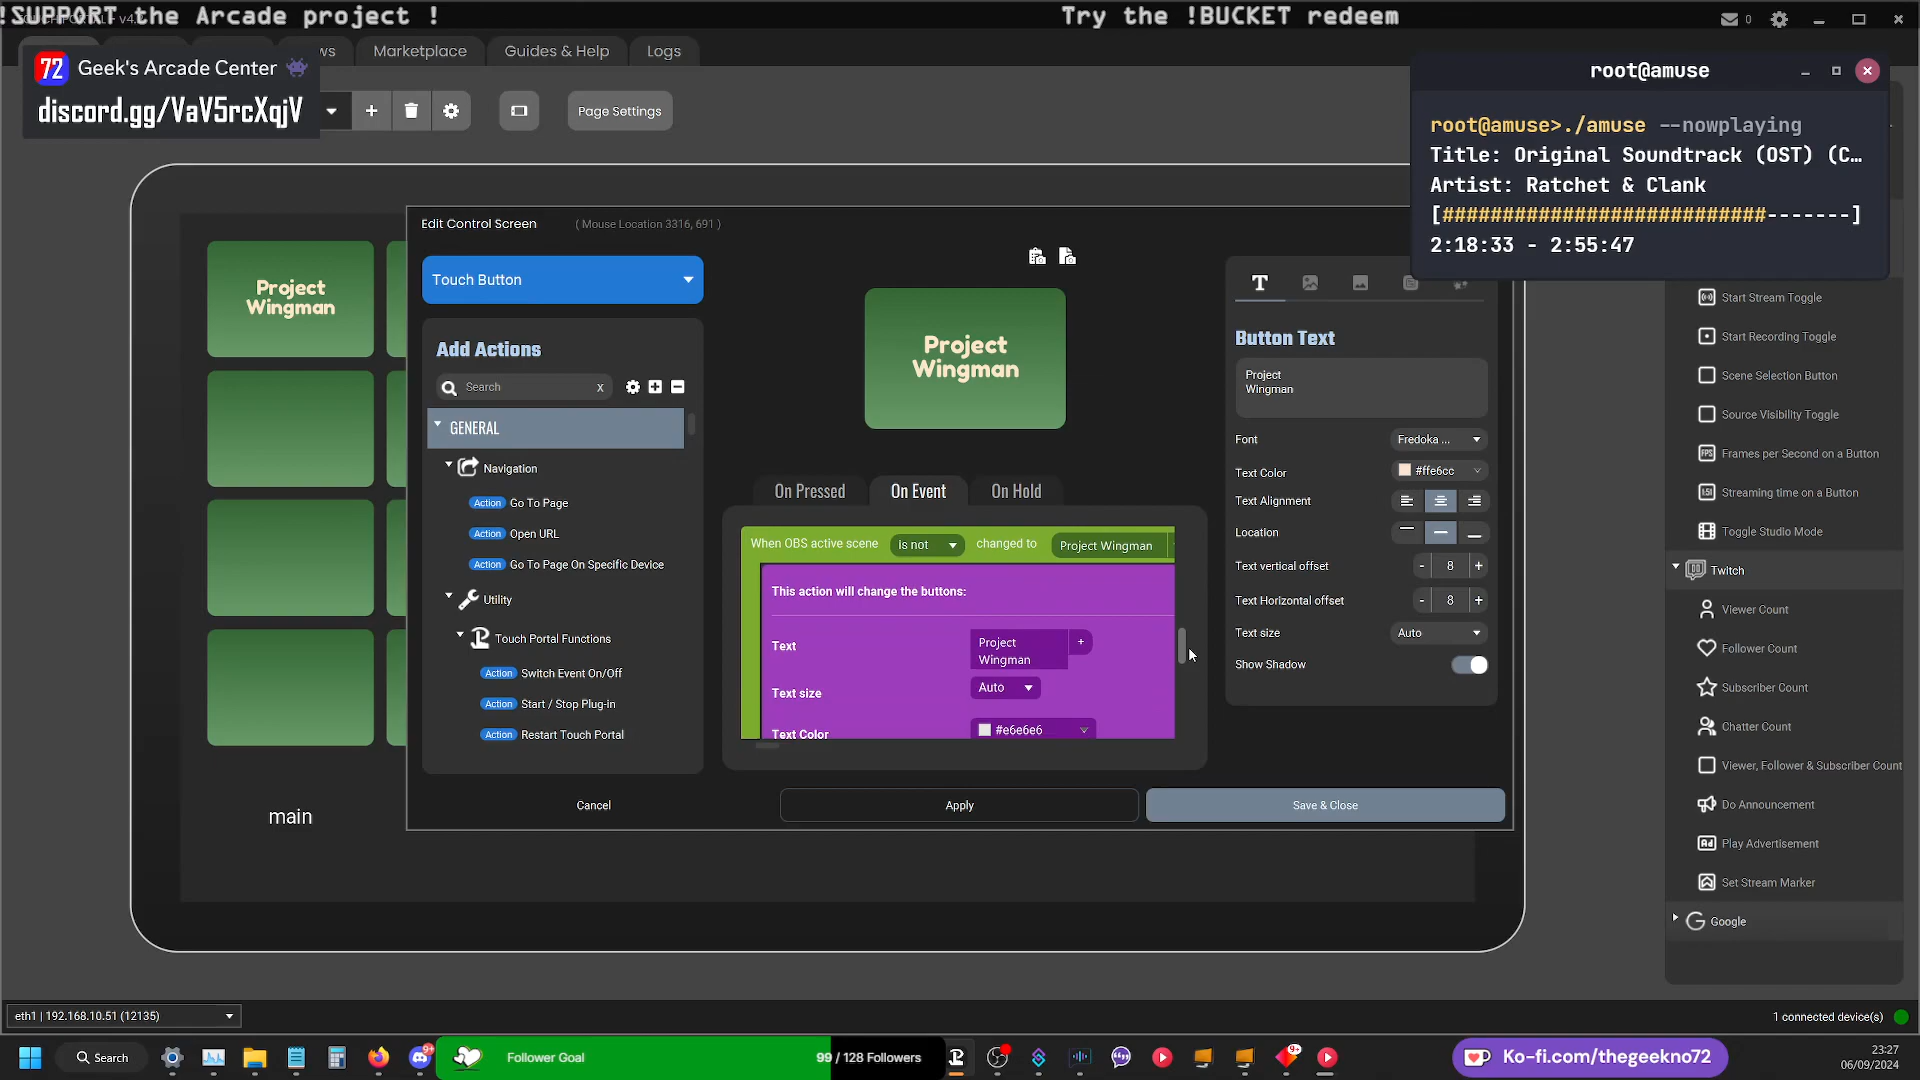 !SUPPORT the Arcade project !
Try the !BUCKET redeem
0
ws
Marketplace
Guides & Help
Logs
72 Geek's Arcade Center
discord.gg/VaV5rcXqjV
Page Settings
root@amuse
root@amuse>./amuse --nowplaying
Title: Original Soundtrack (OST) (C…
Artist: Ratchet & Clank
[###########################-------]
2:18:33 - 2:55:47
Edit Control Screen
( Mouse Location 3316, 691 )
Touch Button
Add Actions
Search
x
GENERAL
Navigation
Action Go To Page
Action Open URL
Action Go To Page On Specific Device
Utility
Touch Portal Functions
Action Switch Event On/Off
Action Start / Stop Plug-in
Action Restart Touch Portal
Project
Wingman
Project
Wingman
On Pressed
On Event
On Hold
When OBS active scene is not changed to Project Wingman
This action will change the buttons:
Text
Project
Wingman
+
Text size
Auto
Text Color
#e6e6e6
Button Text
Project
Wingman
Font
Fredoka ...
Text Color
#ffe6cc
Text Alignment
Location
Text vertical offset
- 8 +
Text Horizontal offset
- 8 +
Text size
Auto
Show Shadow
Cancel
Apply
Save & Close
main
Start Stream Toggle
Start Recording Toggle
Scene Selection Button
Source Visibility Toggle
Frames per Second on a Button
Streaming time on a Button
Toggle Studio Mode
Twitch
Viewer Count
Follower Count
Subscriber Count
Chatter Count
Viewer, Follower & Subscriber Count
Do Announcement
Play Advertisement
Set Stream Marker
Google
eth1 | 192.168.10.51 (12135)
1 connected device(s)
Search
Follower Goal
99 / 128 Followers
Ko-fi.com/thegeekno72
23:27
06/09/2024